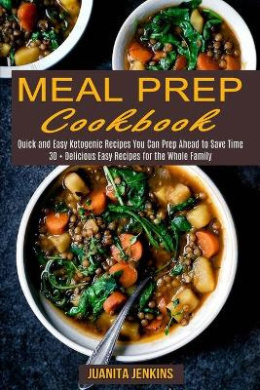 MEAL PREP
Cookbook
Quick and Easy Ketogenic Recipes You Can Prep Ahead to Save Time
30 + Delicious Easy Recipes for the Whole Family
JUANITA JENKINS